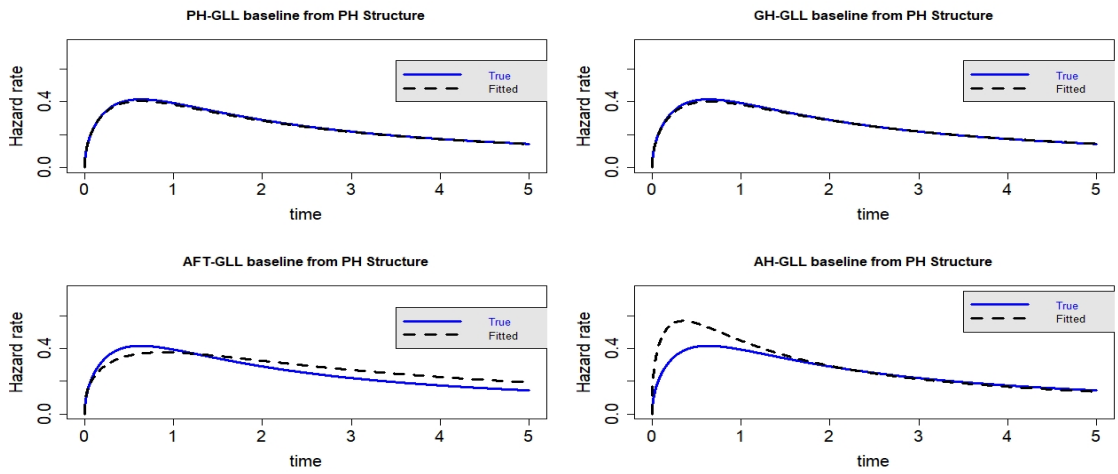 PH-GLL baseline from PH Structure
Hazard rate
0.4
0.0
True
Fitted
0 1 2 3 4 5
time
GH-GLL baseline from PH Structure
Hazard rate
0.4
0.0
True
Fitted
0 1 2 3 4 5
time
AFT-GLL baseline from PH Structure
Hazard rate
0.4
0.0
True
Fitted
0 1 2 3 4 5
time
AH-GLL baseline from PH Structure
Hazard rate
0.4
0.0
True
Fitted
0 1 2 3 4 5
time